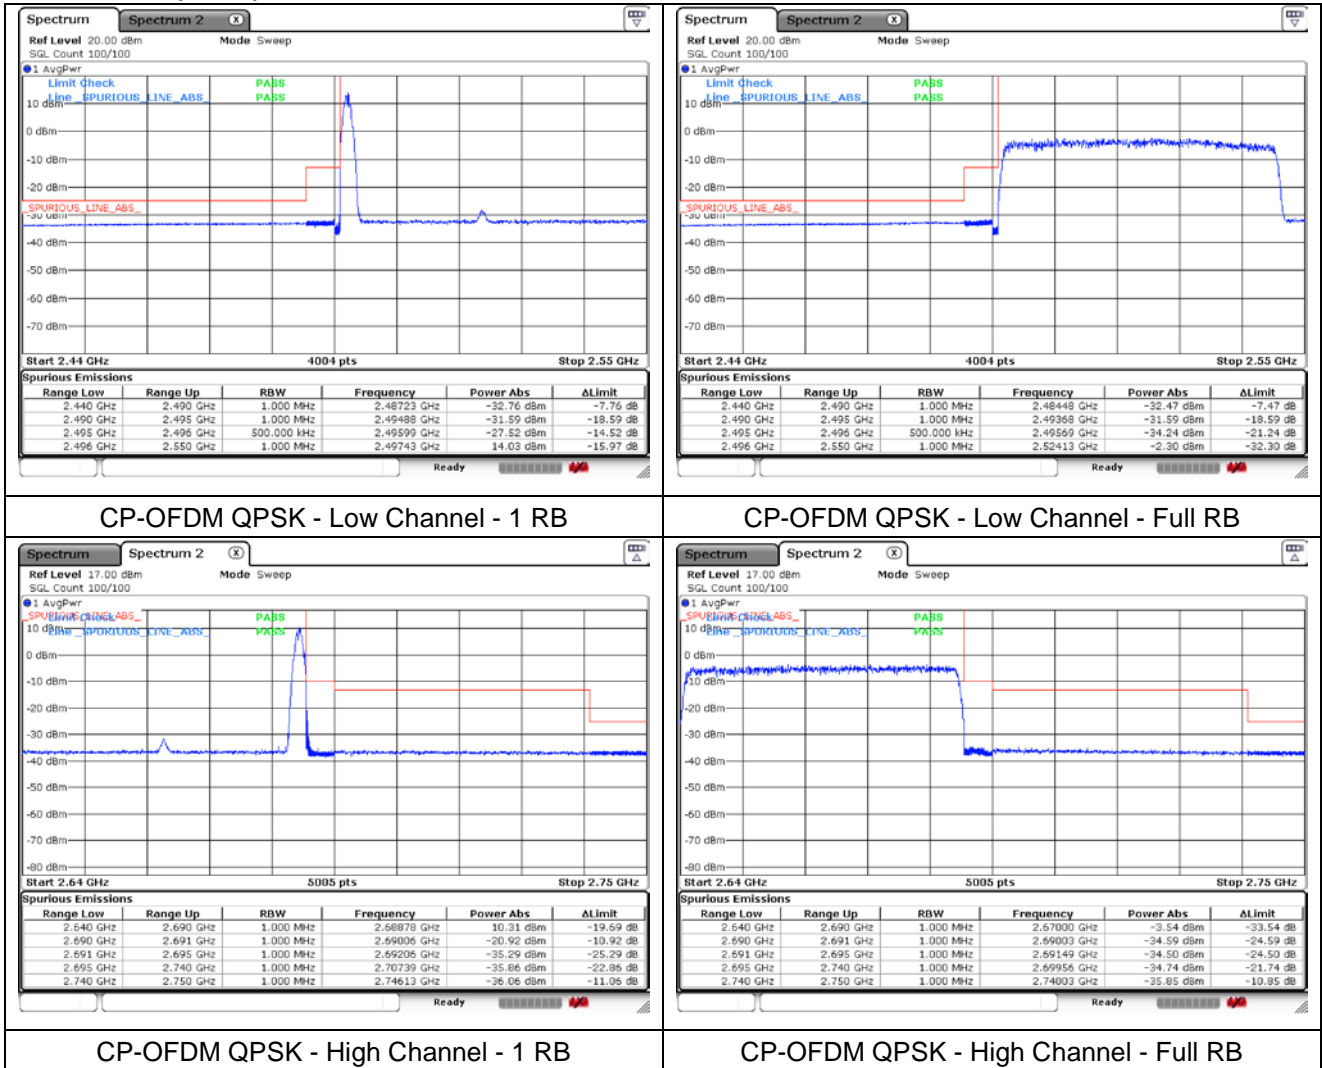 Spectrum Spectrum 2 X
Ref Level 20.00 dBm Mode Sweep
SGL Count 100/100
1 AvgPwr
Limit Check PASS
Line _SPURIOUS_LINE_ABS_ PASS
10 dBm
0 dBm
-10 dBm
-20 dBm
_SPURIOUS_LINE_ABS_
-30 dBm
-40 dBm
-50 dBm
-60 dBm
-70 dBm
Start 2.44 GHz 4004 pts Stop 2.55 GHz
Spurious Emissions
Range Low Range Up RBW Frequency Power Abs ΔLimit
2.440 GHz 2.490 GHz 1.000 MHz 2.48723 GHz -32.76 dBm -7.76 dB
2.490 GHz 2.495 GHz 1.000 MHz 2.49488 GHz -31.59 dBm -18.59 dB
2.495 GHz 2.496 GHz 500.000 kHz 2.49599 GHz -27.52 dBm -14.52 dB
2.496 GHz 2.550 GHz 1.000 MHz 2.49743 GHz 14.03 dBm -15.97 dB
Ready
CP-OFDM QPSK - Low Channel - 1 RB
Spectrum Spectrum 2 X
Ref Level 20.00 dBm Mode Sweep
SGL Count 100/100
1 AvgPwr
Limit Check PASS
Line _SPURIOUS_LINE_ABS_ PASS
10 dBm
0 dBm
-10 dBm
-20 dBm
_SPURIOUS_LINE_ABS_
-30 dBm
-40 dBm
-50 dBm
-60 dBm
-70 dBm
Start 2.44 GHz 4004 pts Stop 2.55 GHz
Spurious Emissions
Range Low Range Up RBW Frequency Power Abs ΔLimit
2.440 GHz 2.490 GHz 1.000 MHz 2.48448 GHz -32.47 dBm -7.47 dB
2.490 GHz 2.495 GHz 1.000 MHz 2.49368 GHz -31.59 dBm -18.59 dB
2.495 GHz 2.496 GHz 500.000 kHz 2.49569 GHz -34.24 dBm -21.24 dB
2.496 GHz 2.550 GHz 1.000 MHz 2.52413 GHz -2.30 dBm -32.30 dB
Ready
CP-OFDM QPSK - Low Channel - Full RB
Spectrum Spectrum 2 X
Ref Level 17.00 dBm Mode Sweep
SGL Count 100/100
1 AvgPwr
_SPURIOUS_LINE_ABS_
Limit Check PASS
10 dBm
Line _SPURIOUS_LINE_ABS_ PASS
0 dBm
-10 dBm
-20 dBm
-30 dBm
-40 dBm
-50 dBm
-60 dBm
-70 dBm
-80 dBm
Start 2.64 GHz 5005 pts Stop 2.75 GHz
Spurious Emissions
Range Low Range Up RBW Frequency Power Abs ΔLimit
2.640 GHz 2.690 GHz 1.000 MHz 2.68878 GHz 10.31 dBm -19.69 dB
2.690 GHz 2.691 GHz 1.000 MHz 2.69006 GHz -20.92 dBm -10.92 dB
2.691 GHz 2.695 GHz 1.000 MHz 2.69206 GHz -35.29 dBm -25.29 dB
2.695 GHz 2.740 GHz 1.000 MHz 2.70739 GHz -35.86 dBm -22.86 dB
2.740 GHz 2.750 GHz 1.000 MHz 2.74613 GHz -36.06 dBm -11.06 dB
Ready
CP-OFDM QPSK - High Channel - 1 RB
Spectrum Spectrum 2 X
Ref Level 17.00 dBm Mode Sweep
SGL Count 100/100
1 AvgPwr
_SPURIOUS_LINE_ABS_
Limit Check PASS
10 dBm
Line _SPURIOUS_LINE_ABS_ PASS
0 dBm
-10 dBm
-20 dBm
-30 dBm
-40 dBm
-50 dBm
-60 dBm
-70 dBm
-80 dBm
Start 2.64 GHz 5005 pts Stop 2.75 GHz
Spurious Emissions
Range Low Range Up RBW Frequency Power Abs ΔLimit
2.640 GHz 2.690 GHz 1.000 MHz 2.67000 GHz -3.54 dBm -33.54 dB
2.690 GHz 2.691 GHz 1.000 MHz 2.69003 GHz -34.59 dBm -24.59 dB
2.691 GHz 2.695 GHz 1.000 MHz 2.69149 GHz -34.50 dBm -24.50 dB
2.695 GHz 2.740 GHz 1.000 MHz 2.69956 GHz -34.74 dBm -21.74 dB
2.740 GHz 2.750 GHz 1.000 MHz 2.74003 GHz -35.85 dBm -10.85 dB
Ready
CP-OFDM QPSK - High Channel - Full RB